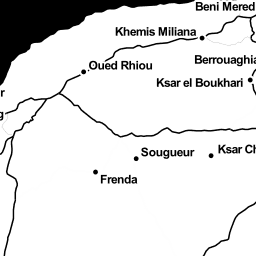 Beni Mered
Khemis Miliana
Berrouaghia
Oued Rhiou
Ksar el Boukhari
r
g
Sougueur
Ksar Ch
Frenda